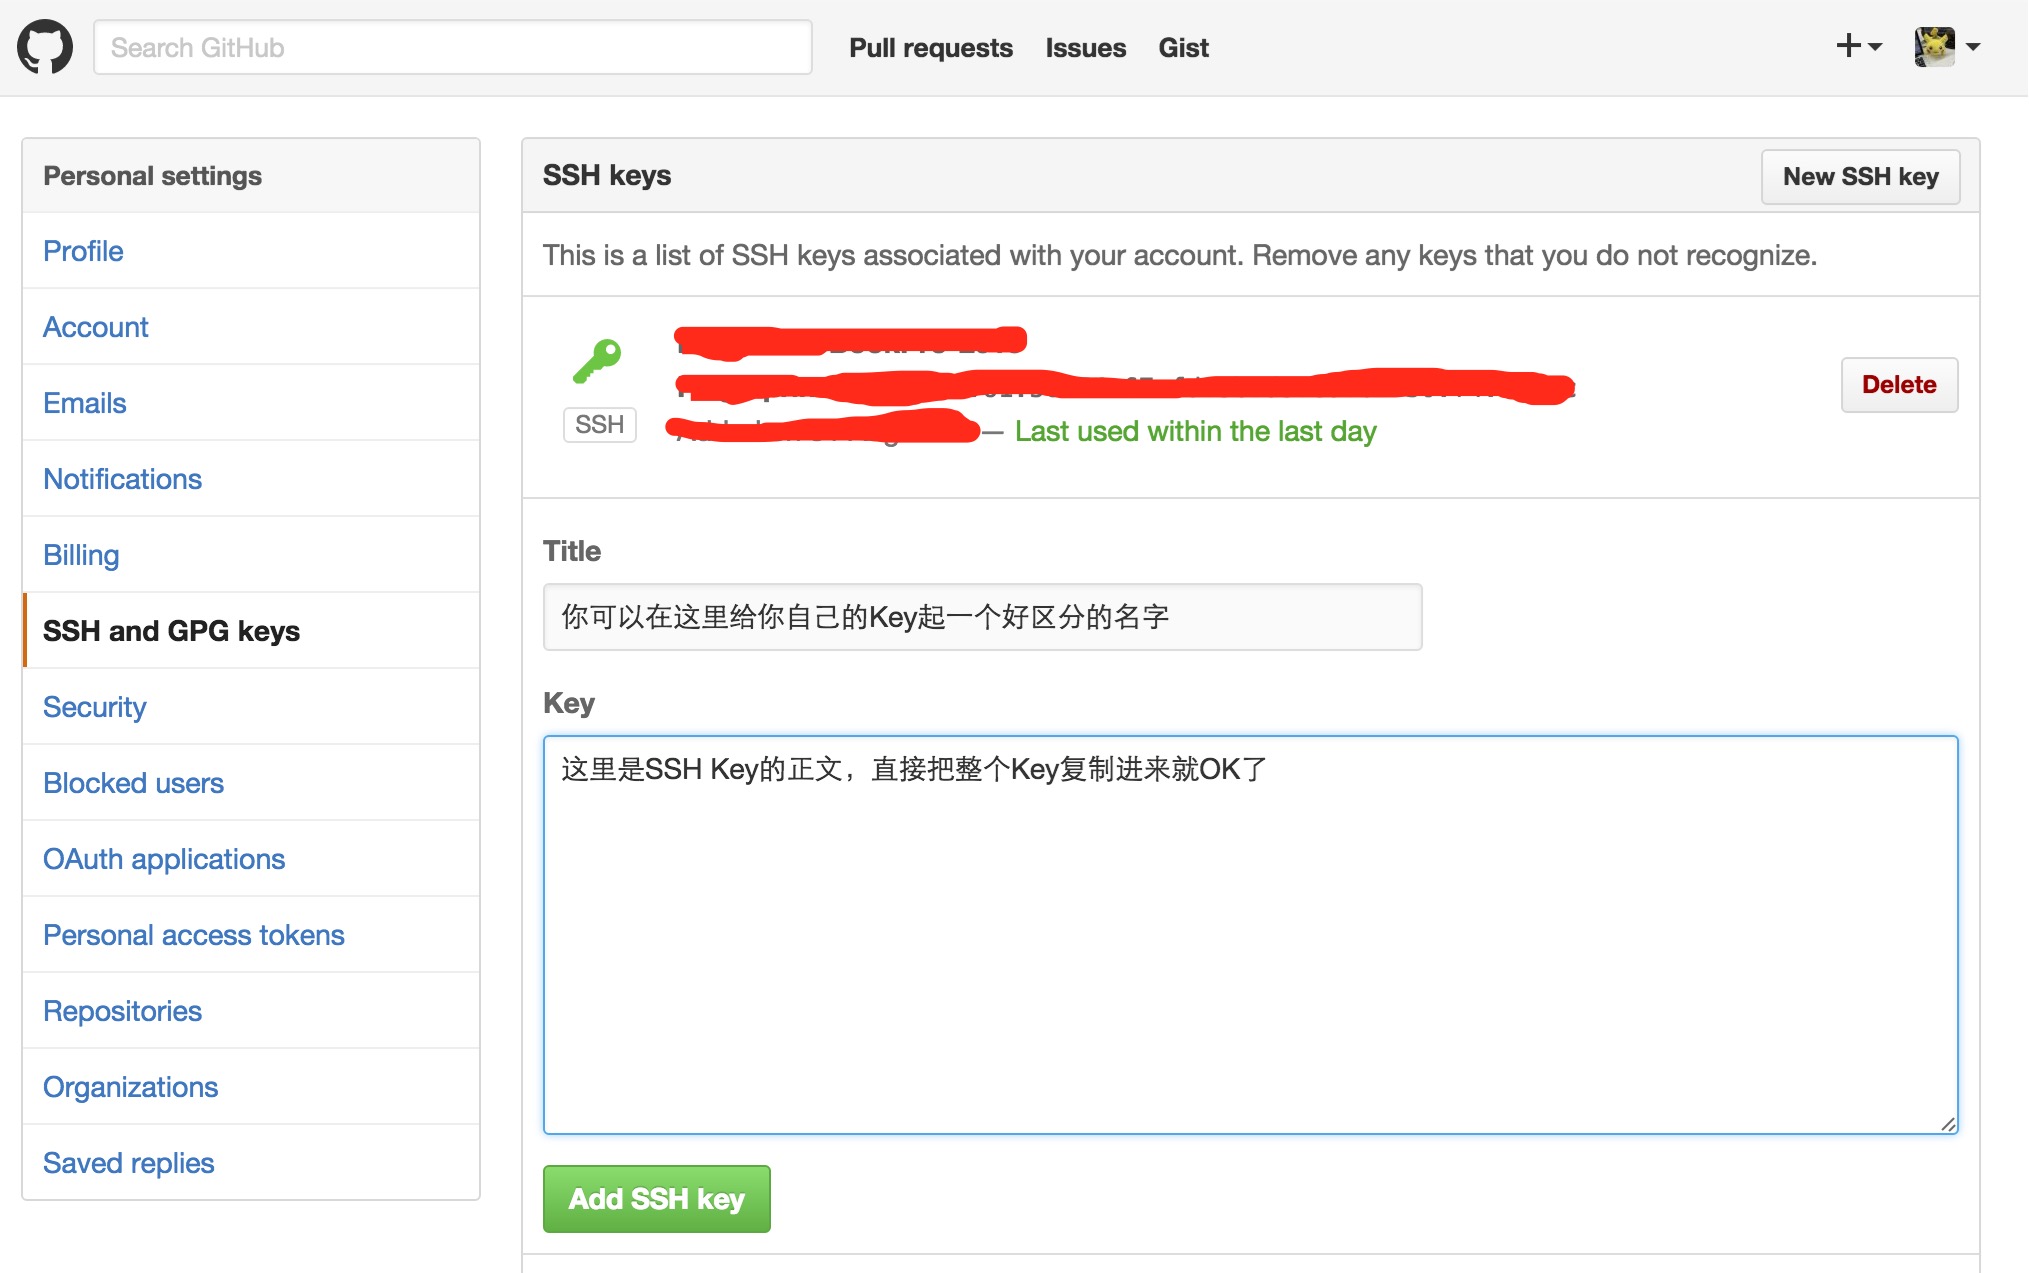 Search GitHub
Pull requests
Issues
Gist
Personal settings
Profile
Account
Emails
Notifications
Billing
SSH and GPG keys
Security
Blocked users
OAuth applications
Personal access tokens
Repositories
Organizations
Saved replies
SSH keys
New SSH key
This is a list of SSH keys associated with your account. Remove any keys that you do not recognize.
SSH
— Last used within the last day
Delete
Title
你可以在这里给你自己的Key起一个好区分的名字
Key
这里是SSH Key的正文，直接把整个Key复制进来就OK了
Add SSH key